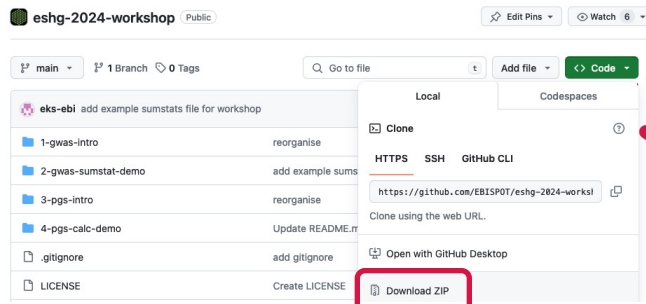 eshg-2024-workshop Public
Edit Pins Watch 6
main 1 Branch 0 Tags
Go to file t
Add file Code
Local Codespaces
eks-ebi add example sumstats file for workshop
Clone
1-gwas-intro reorganise
HTTPS SSH GitHub CLI
2-gwas-sumstat-demo add example sums
https://github.com/EBISPOT/eshg-2024-works
3-pgs-intro reorganise
Clone using the web URL.
4-pgs-calc-demo Update README.m
.gitignore add gitignore
Open with GitHub Desktop
LICENSE Create LICENSE
Download ZIP